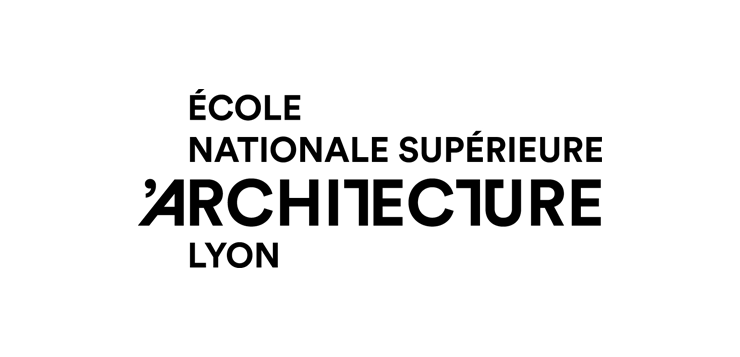 ÉCOLE
NATIONALE SUPÉRIEURE
’ARCHITECTURE
LYON